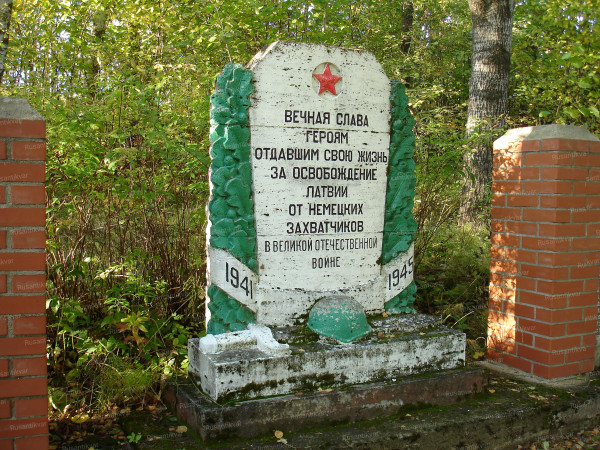 ВЕЧНАЯ СЛАВА
ГЕРОЯМ
ОТДАВШИМ СВОЮ ЖИЗНЬ
ЗА ОСВОБОЖДЕНИЕ
ЛАТВИИ
ОТ НЕМЕЦКИХ
ЗАХВАТЧИКОВ
В ВЕЛИКОЙ ОТЕЧЕСТВЕННОЙ
ВОЙНЕ
1941
1945